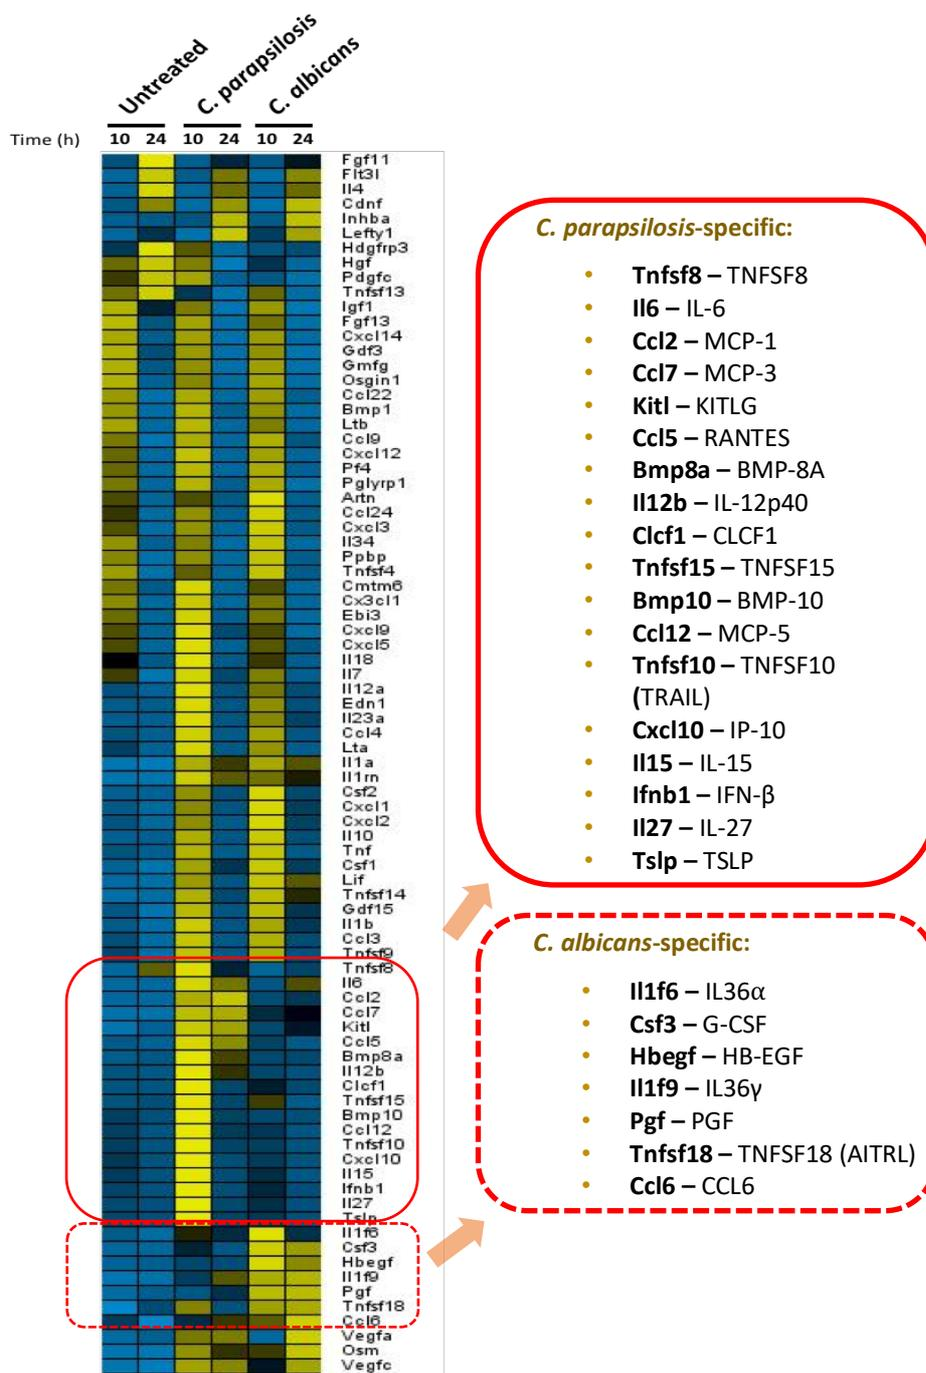 Untreated
C. parapsilosis
C. albicans
Time (h)
10 24 10 24 10 24
Fgf11
Flt3l
Il4
Cdnf
Inhba
Lefty1
Hdgfrp3
Hgf
Pdgfc
Tnfsf13
Igf1
Fgf13
Cxcl14
Gdf3
Gmfg
Osgin1
Ccl22
Bmp1
Ltb
Ccl9
Cxcl12
Pf4
Pglyrp1
Artn
Ccl24
Cxcl3
Il34
Ppbp
Tnfsf4
Cmtm6
Cx3cl1
Ebi3
Cxcl9
Cxcl5
Il18
Il7
Il12a
Edn1
Il23a
Ccl4
Lta
Il1a
Il1rn
Csf2
Cxcl1
Cxcl2
Il10
Tnf
Csf1
Lif
Tnfsf14
Gdf15
Il1b
Ccl3
Tnfsf9
Tnfsf8
Il6
Ccl2
Ccl7
Kitl
Ccl5
Bmp8a
Il12b
Clcf1
Tnfsf15
Bmp10
Ccl12
Tnfsf10
Cxcl10
Il15
Ifnb1
Il27
Tslp
Il1f6
Csf3
Hbegf
Il1f9
Pgf
Tnfsf18
Ccl6
Vegfa
Osm
Vegfc
C. parapsilosis-specific:
• Tnfsf8 – TNFSF8
• Il6 – IL-6
• Ccl2 – MCP-1
• Ccl7 – MCP-3
• Kitl – KITLG
• Ccl5 – RANTES
• Bmp8a – BMP-8A
• Il12b – IL-12p40
• Clcf1 – CLCF1
• Tnfsf15 – TNFSF15
• Bmp10 – BMP-10
• Ccl12 – MCP-5
• Tnfsf10 – TNFSF10
(TRAIL)
• Cxcl10 – IP-10
• Il15 – IL-15
• Ifnb1 – IFN-β
• Il27 – IL-27
• Tslp – TSLP
C. albicans-specific:
• Il1f6 – IL36α
• Csf3 – G-CSF
• Hbegf – HB-EGF
• Il1f9 – IL36γ
• Pgf – PGF
• Tnfsf18 – TNFSF18 (AITRL)
• Ccl6 – CCL6